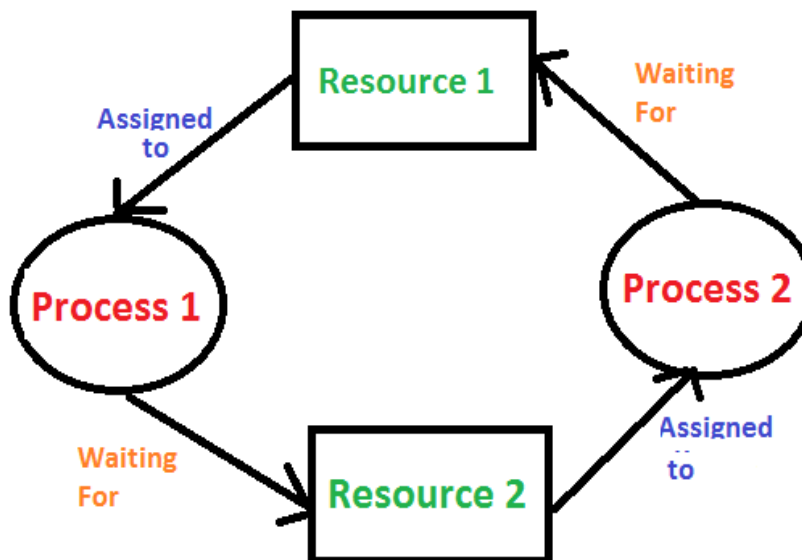 Resource 1
Waiting
For
Assigned
to
Process 1
Process 2
Waiting
For
Resource 2
Assigned
to